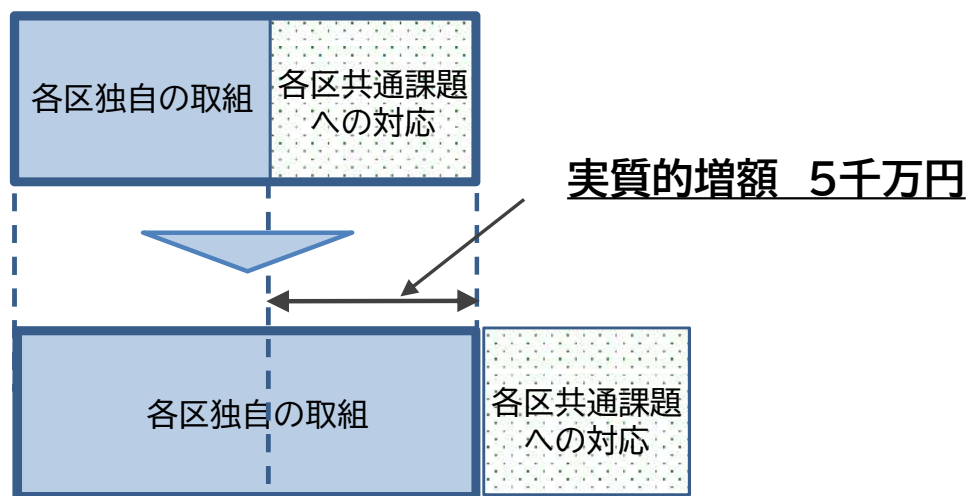 各区独自の取組
各区共通課題
への対応
実質的増額　５千万円
各区独自の取組
各区共通課題
への対応